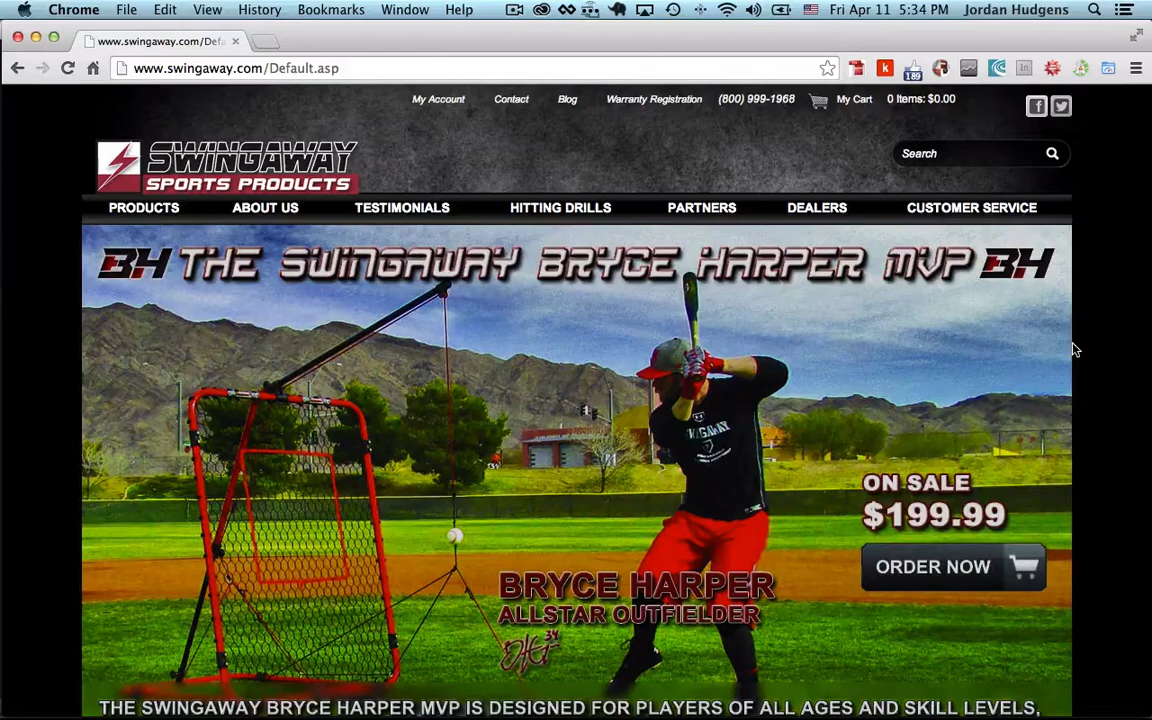 Chrome File Edit View History Bookmarks Window Help Fri Apr 11 5:34 PM Jordan Hudgens
www.swingaway.com/Defa
www.swingaway.com/Default.asp
189
My Account Contact Blog Warranty Registration (800) 999-1968 My Cart 0 Items: $0.00
SWINGAWAY
SPORTS PRODUCTS
Search
PRODUCTS ABOUT US TESTIMONIALS HITTING DRILLS PARTNERS DEALERS CUSTOMER SERVICE
BH THE SWINGAWAY BRYCE HARPER MVP BH
SWINGAWAY
ON SALE
$199.99
ORDER NOW
BRYCE HARPER
ALLSTAR OUTFIELDER
34
THE SWINGAWAY BRYCE HARPER MVP IS DESIGNED FOR PLAYERS OF ALL AGES AND SKILL LEVELS,